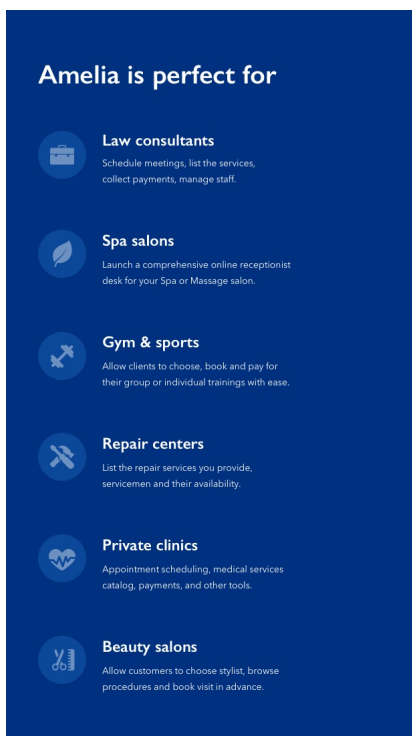 Amelia is perfect for
Law consultants
Schedule meetings, list the services,
collect payments, manage staff.
Spa salons
Launch a comprehensive online receptionist
desk for your Spa or Massage salon.
Gym & sports
Allow clients to choose, book and pay for
their group or individual trainings with ease.
Repair centers
List the repair services you provide,
servicemen and their availability.
Private clinics
Appointment scheduling, medical services
catalog, payments, and other tools.
Beauty salons
Allow customers to choose stylist, browse
procedures and book visit in advance.